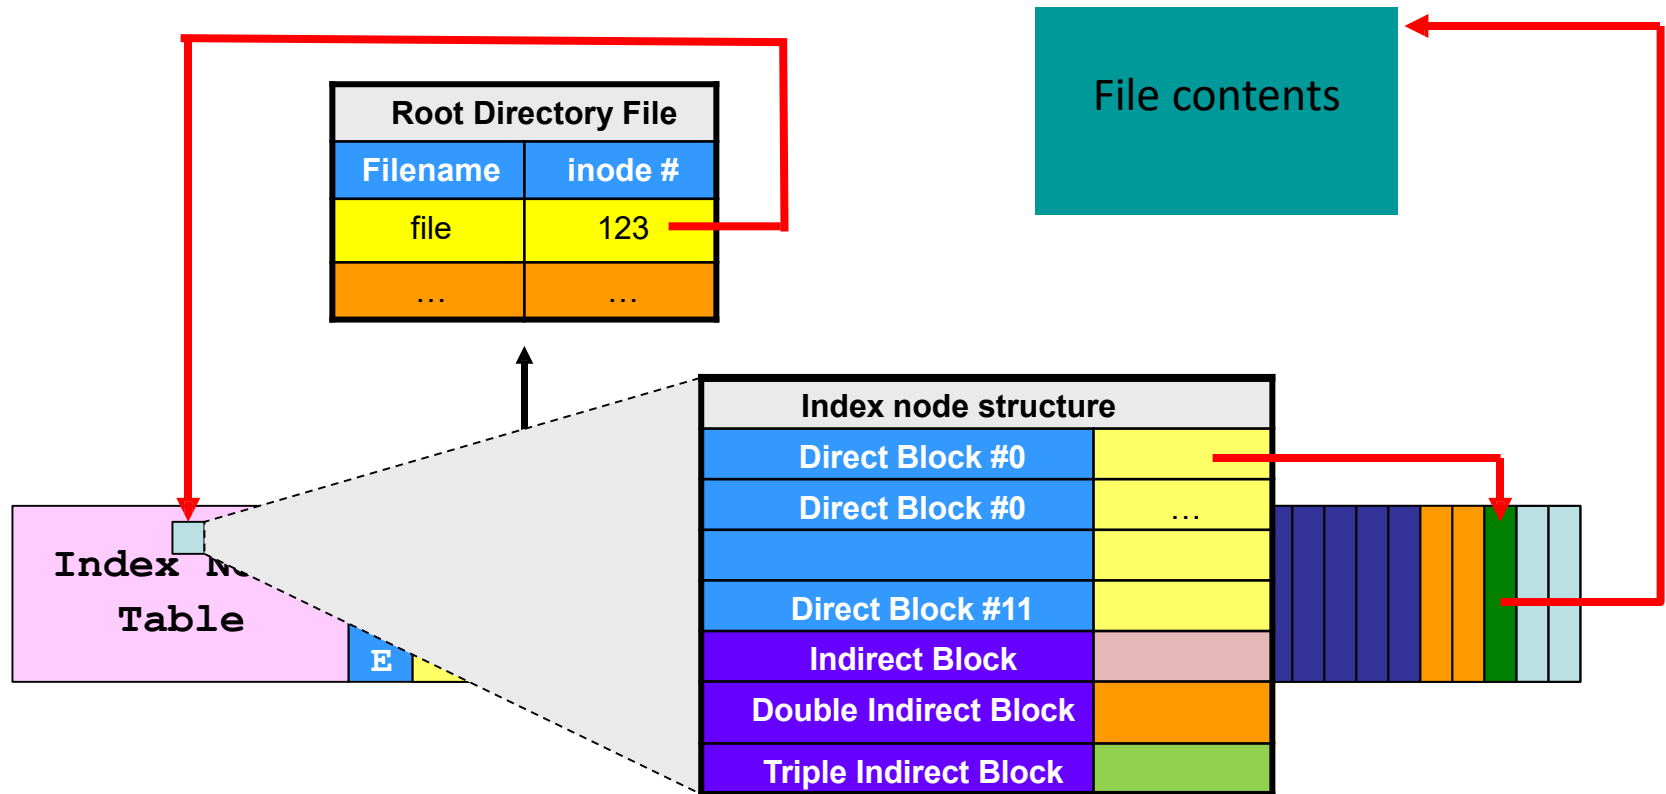 File contents
Root Directory File
Filename inode #
file 123
... ...
Index node structure
Direct Block #0
Direct Block #0 ...
Direct Block #11
Indirect Block
Double Indirect Block
Triple Indirect Block
Index
Table
E